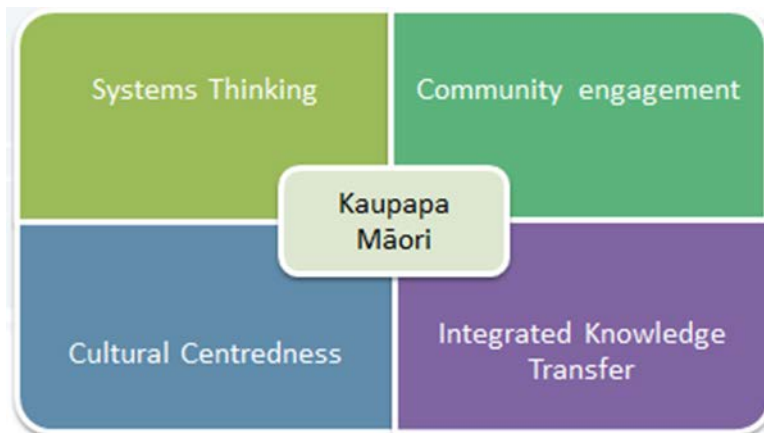 Systems Thinking
Community engagement
Kaupapa
Māori
Cultural Centredness
Integrated Knowledge
Transfer